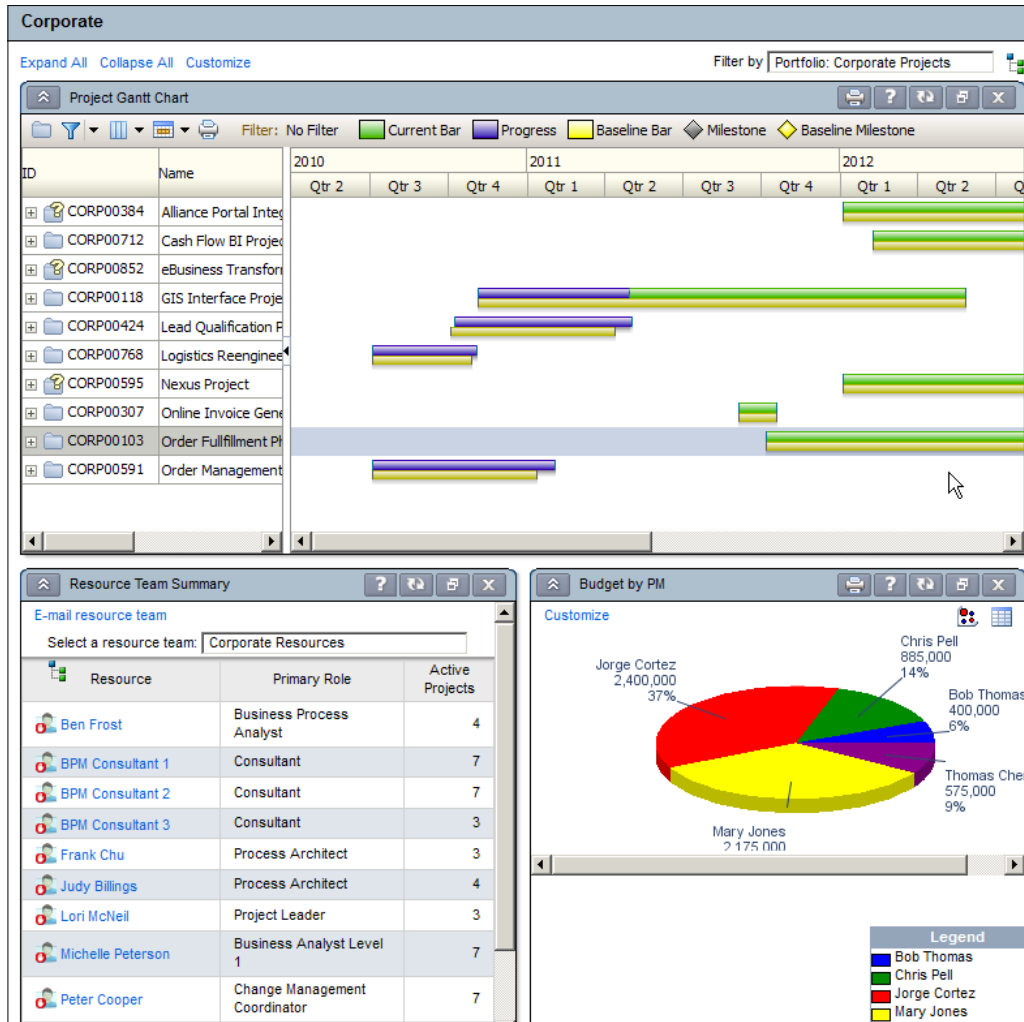 Corporate
Expand All Collapse All Customize
Filter by Portfolio: Corporate Projects
Project Gantt Chart
Filter: No Filter Current Bar Progress Baseline Bar Milestone Baseline Milestone
ID Name
2010 2011 2012
Qtr 2 Qtr 3 Qtr 4 Qtr 1 Qtr 2 Qtr 3 Qtr 4 Qtr 1 Qtr 2 Q
CORP00384 Alliance Portal Integ
CORP00712 Cash Flow BI Projec
CORP00852 eBusiness Transfor
CORP00118 GIS Interface Proje
CORP00424 Lead Qualification P
CORP00768 Logistics Reenginee
CORP00595 Nexus Project
CORP00307 Online Invoice Gene
CORP00103 Order Fullfillment Ph
CORP00591 Order Management
Resource Team Summary
E-mail resource team
Select a resource team: Corporate Resources
Resource Primary Role Active
Projects
Ben Frost Business Process
Analyst 4
BPM Consultant 1 Consultant 7
BPM Consultant 2 Consultant 7
BPM Consultant 3 Consultant 3
Frank Chu Process Architect 3
Judy Billings Process Architect 4
Lori McNeil Project Leader 3
Michelle Peterson Business Analyst Level
1 7
Peter Cooper Change Management
Coordinator 7
Budget by PM
Customize
Chris Pell
885,000
14%
Jorge Cortez
2,400,000
37%
Bob Thomas
400,000
6%
Thomas Che
575,000
9%
Mary Jones
2,175,000
Legend
Bob Thomas
Chris Pell
Jorge Cortez
Mary Jones